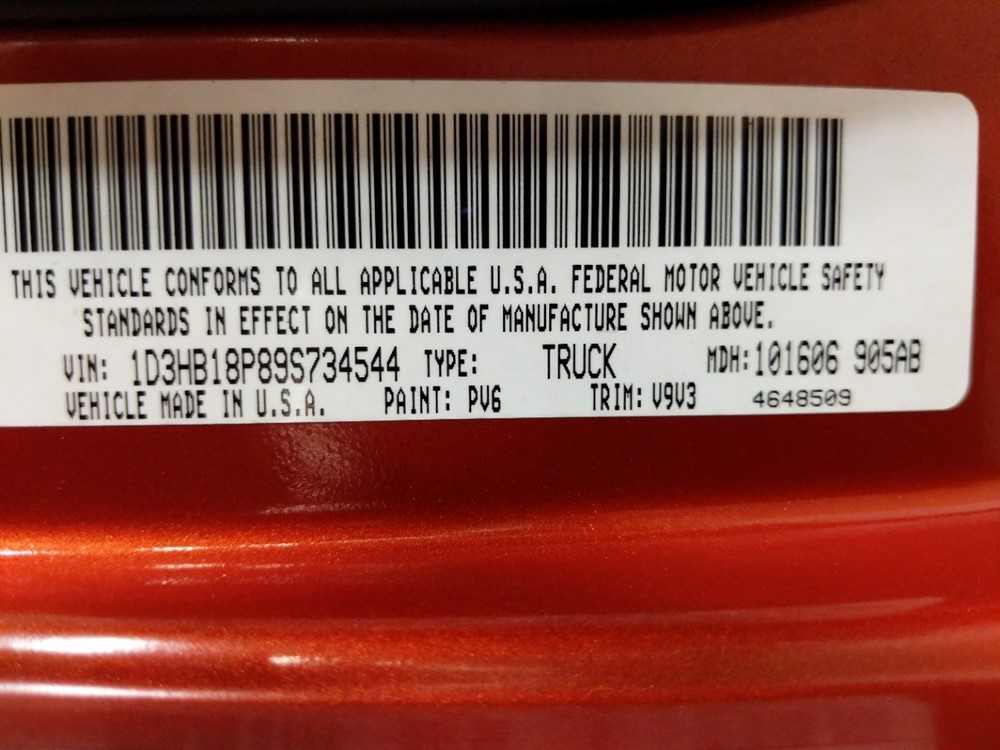 THIS VEHICLE CONFORMS TO ALL APPLICABLE U.S.A. FEDERAL MOTOR VEHICLE SAFETY
STANDARDS IN EFFECT ON THE DATE OF MANUFACTURE SHOWN ABOVE.
VIN: 1D3HB18P89S734544 TYPE: TRUCK MDH: 101606 905AB
VEHICLE MADE IN U.S.A. PAINT: PV6 TRIM: V9V3 4648509